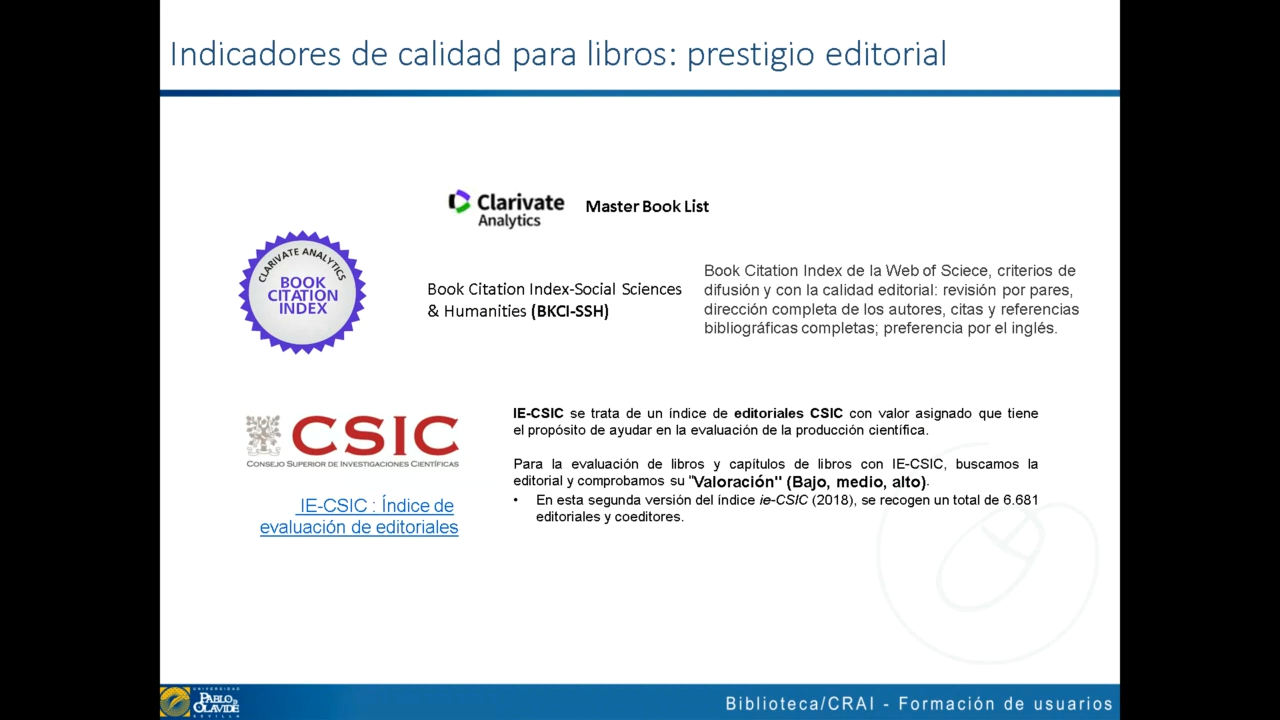 Indicadores de calidad para libros: prestigio editorial
Clarivate
Analytics
Master Book List
CLARIVATE ANALYTICS
BOOK
CITATION
INDEX
Book Citation Index-Social Sciences
& Humanities (BKCI-SSH)
Book Citation Index de la Web of Sciece, criterios de
difusión y con la calidad editorial: revisión por pares,
dirección completa de los autores, citas y referencias
bibliográficas completas; preferencia por el inglés.
CSIC
CONSEJO SUPERIOR DE INVESTIGACIONES CIENTÍFICAS
IE-CSIC : Índice de
evaluación de editoriales
IE-CSIC se trata de un índice de editoriales CSIC con valor asignado que tiene
el propósito de ayudar en la evaluación de la producción científica.
Para la evaluación de libros y capítulos de libros con IE-CSIC, buscamos la
editorial y comprobamos su "Valoración" (Bajo, medio, alto).
• En esta segunda versión del índice ie-CSIC (2018), se recogen un total de 6.681
editoriales y coeditores.
UNIVERSIDAD
PABLO DE
OLAVIDE
SEVILLA
Biblioteca/CRAI - Formación de usuarios